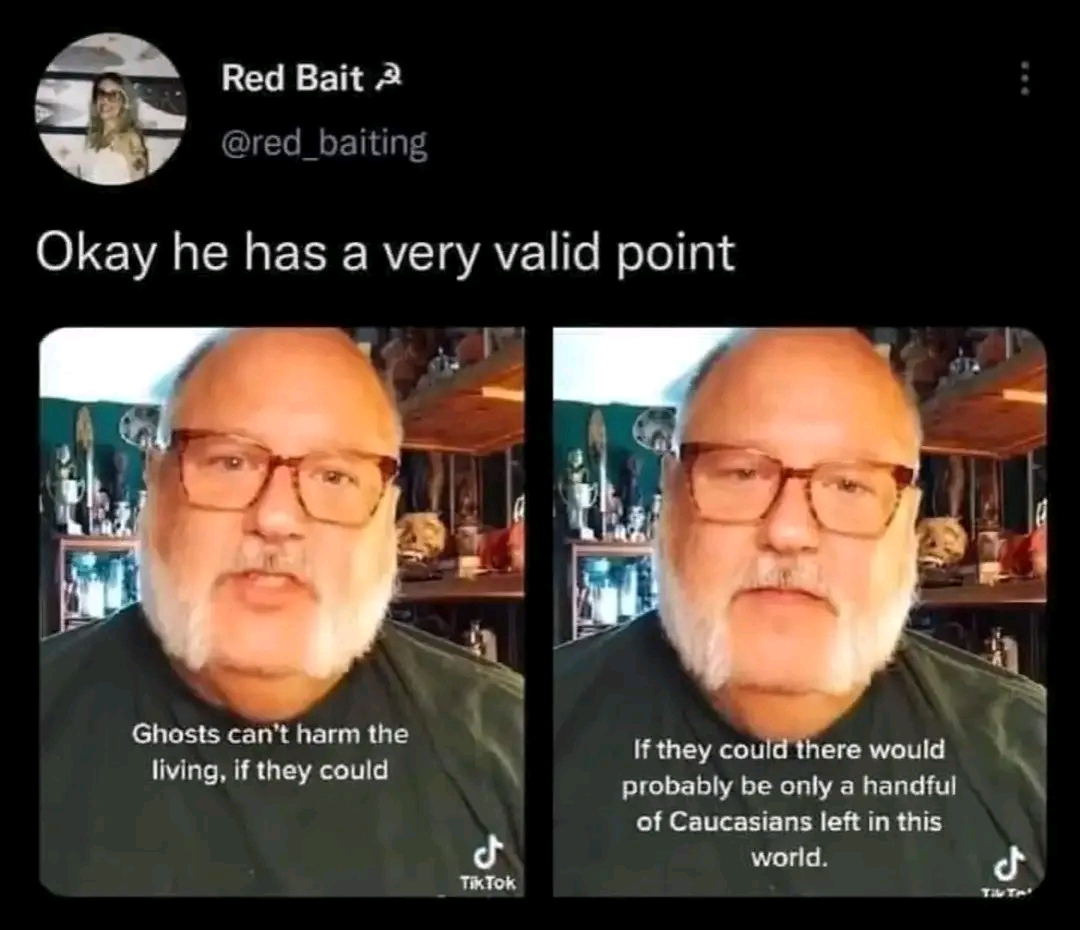 Red Bait ☭
@red_baiting
Okay he has a very valid point
Ghosts can't harm the
living, if they could
TikTok
If they could there would
probably be only a handful
of Caucasians left in this
world.
TikTok